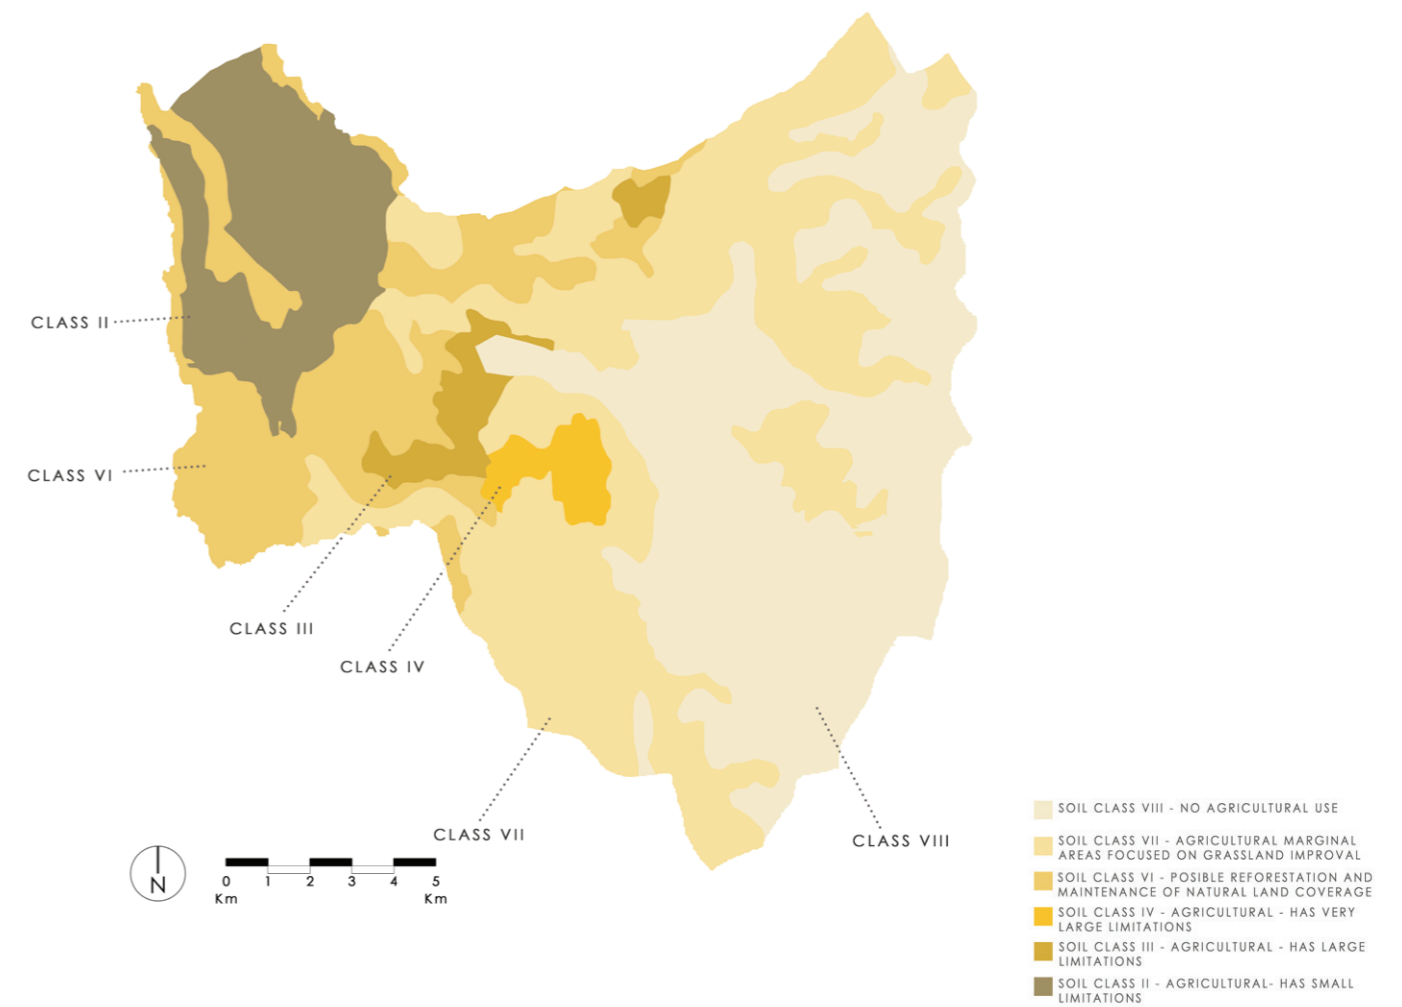 CLASS II
CLASS VI
CLASS III
CLASS IV
CLASS VII
CLASS VIII
N
0 1 2 3 4 5
Km Km
SOIL CLASS VIII - NO AGRICULTURAL USE
SOIL CLASS VII - AGRICULTURAL MARGINAL
AREAS FOCUSED ON GRASSLAND IMPROVAL
SOIL CLASS VI - POSIBLE REFORESTATION AND
MAINTENANCE OF NATURAL LAND COVERAGE
SOIL CLASS IV - AGRICULTURAL - HAS VERY
LARGE LIMITATIONS
SOIL CLASS III - AGRICULTURAL - HAS LARGE
LIMITATIONS
SOIL CLASS II - AGRICULTURAL- HAS SMALL
LIMITATIONS